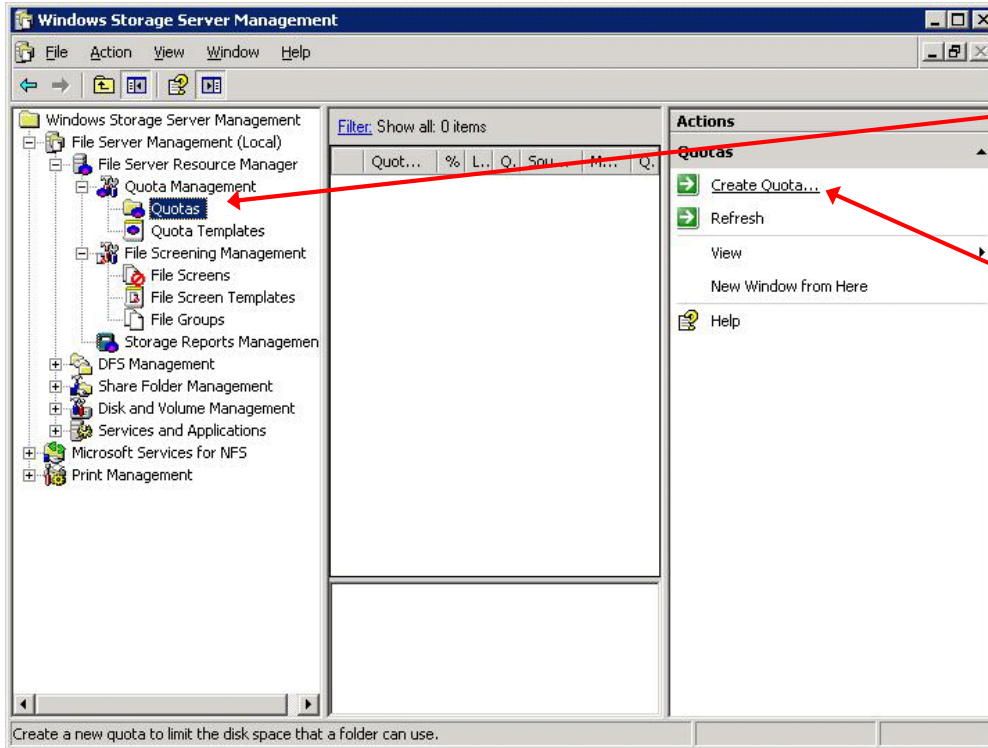 Windows Storage Server Management
File Action View Window Help
Windows Storage Server Management
File Server Management (Local)
File Server Resource Manager
Quota Management
Quotas
Quota Templates
File Screening Management
File Screens
File Screen Templates
File Groups
Storage Reports Managemen
DFS Management
Share Folder Management
Disk and Volume Management
Services and Applications
Microsoft Services for NFS
Print Management
Filter: Show all: 0 items
Quot... % L.. Q. Sou... M... Q.
Actions
Quotas
Create Quota...
Refresh
View
New Window from Here
Help
Create a new quota to limit the disk space that a folder can use.